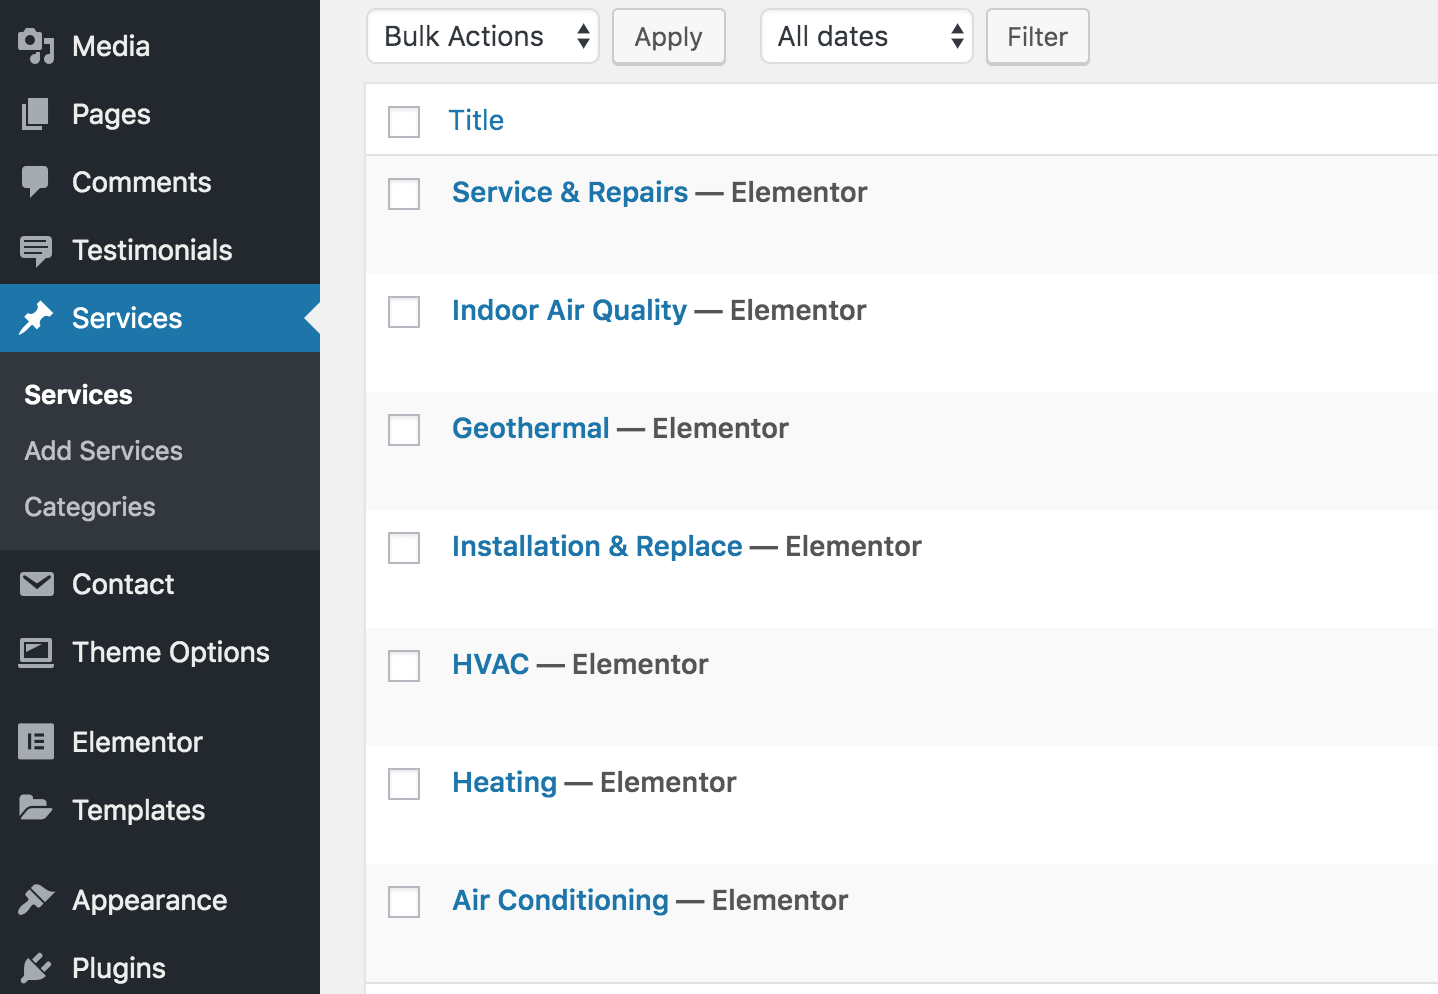 Media
Pages
Comments
Testimonials
Services
Services
Add Services
Categories
Contact
Theme Options
Elementor
Templates
Appearance
Plugins
Bulk Actions Apply All dates Filter
Title
Service & Repairs — Elementor
Indoor Air Quality — Elementor
Geothermal — Elementor
Installation & Replace — Elementor
HVAC — Elementor
Heating — Elementor
Air Conditioning — Elementor